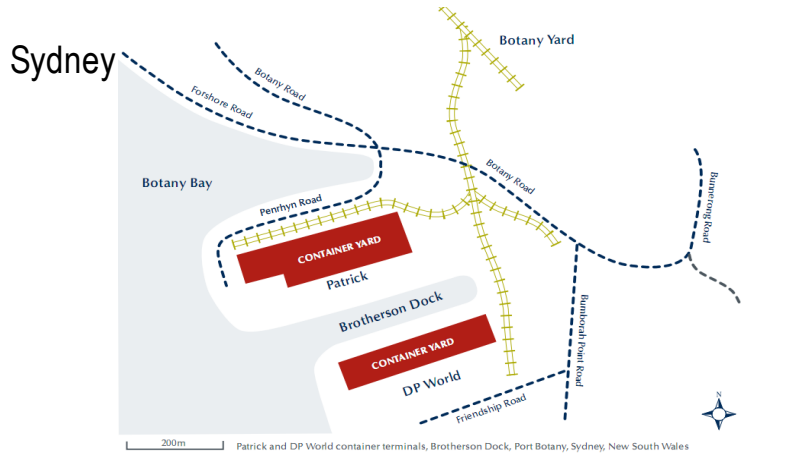 Sydney
Botany Yard
Botany Road
Forshore Road
Botany Bay
Botany Road
Bunnerong Road
Penrhyn Road
CONTAINER YARD
Patrick
Brotherson Dock
Bumborah Point Road
CONTAINER YARD
DP World
Friendship Road
N
200m
Patrick and DP World container terminals, Brotherson Dock, Port Botany, Sydney, New South Wales